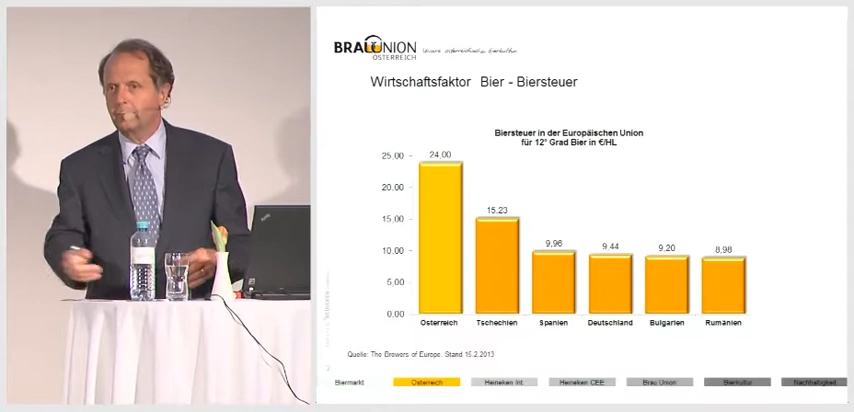 BRAU UNION
ÖSTERREICH
Wirtschaftsfaktor Bier - Biersteuer
Biersteuer in der Europäischen Union
für 12° Grad Bier in €/HL
25,00
20,00
15,00
10,00
5,00
0,00
24,00
15,23
9,96
9,44
9,20
8,98
Österreich Tschechien Spanien Deutschland Bulgarien Rumänien
Quelle: The Brewers of Europe. Stand 15.2.2013
Biermarkt Österreich Heineken Int. Heineken CEE Brau Union Bierkultur Nachhaltigkeit